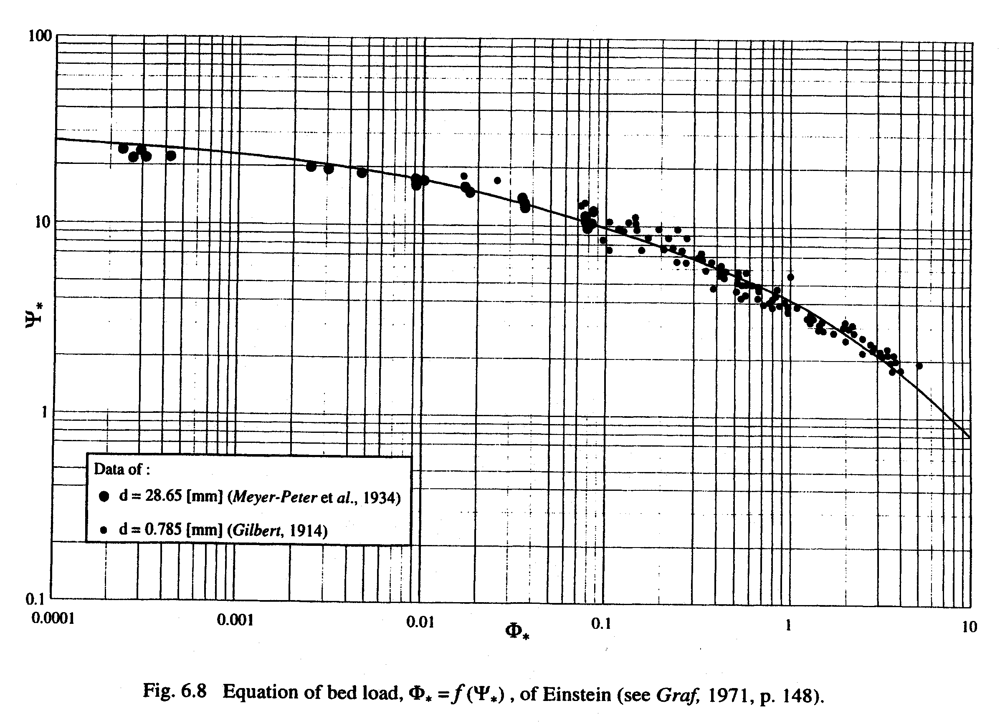 100
10
Ψ*
1
0.1
Data of :
d = 28.65 [mm] (Meyer-Peter et al., 1934)
d = 0.785 [mm] (Gilbert, 1914)
0.0001 0.001 0.01 0.1 1 10
Φ*
Fig. 6.8 Equation of bed load, Φ* = f (Ψ*) , of Einstein (see Graf, 1971, p. 148).